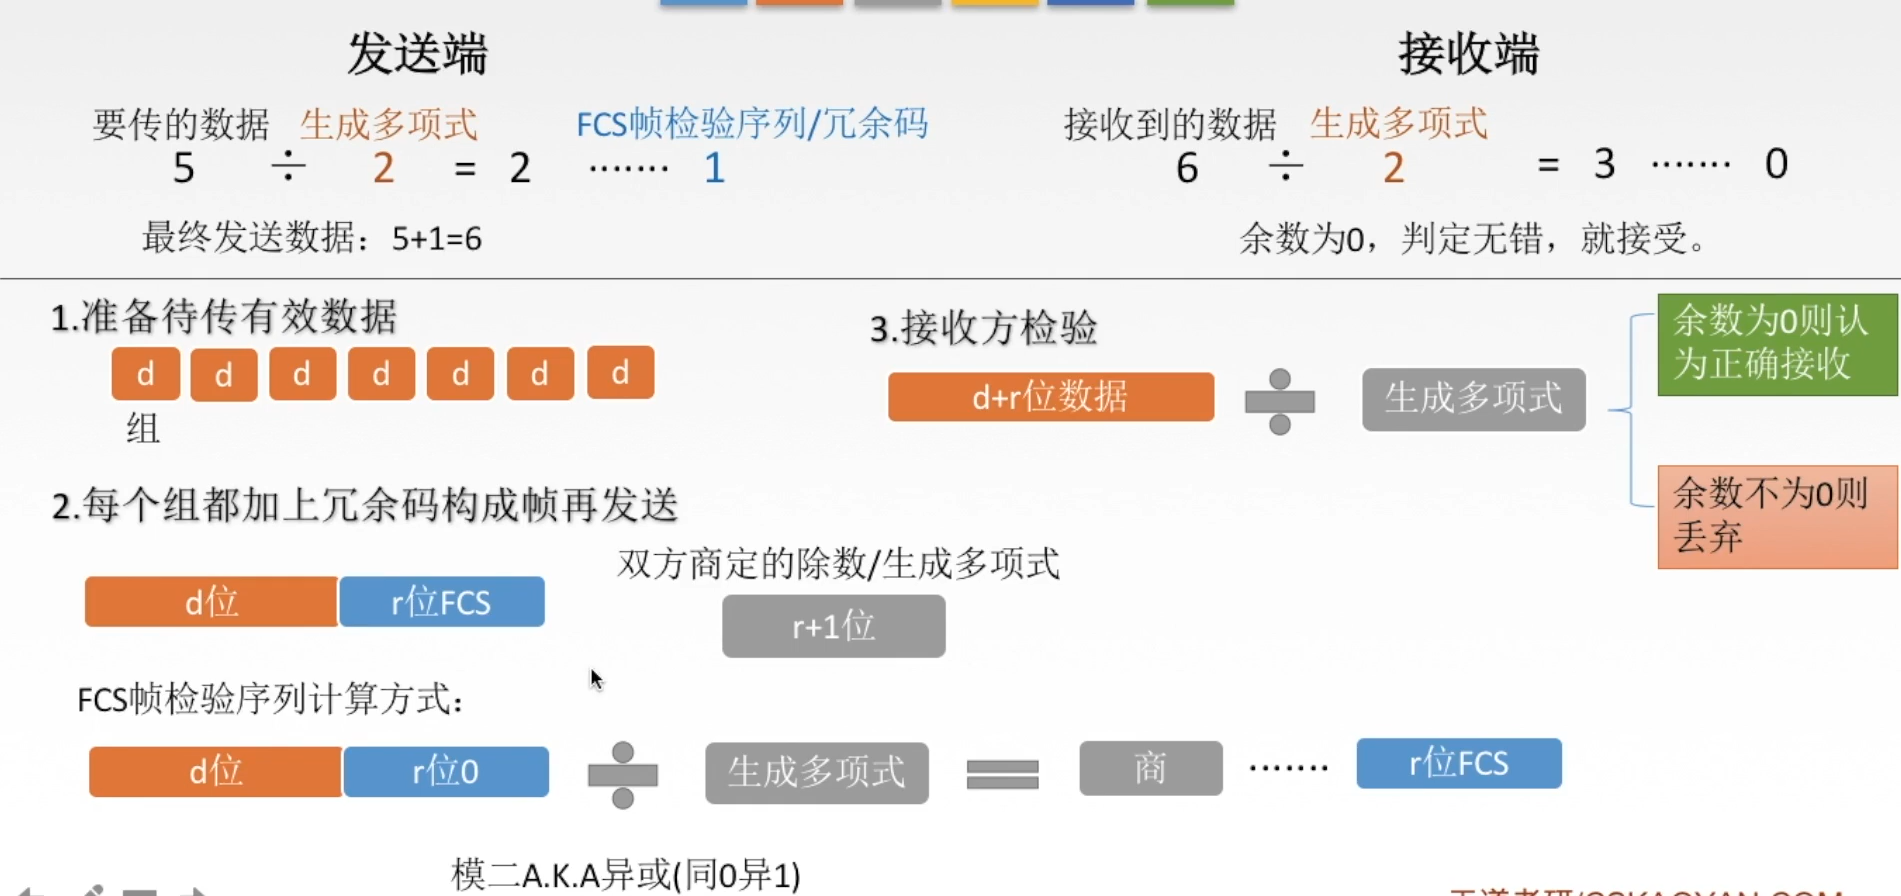 发送端
要传的数据 生成多项式 FCS帧检验序列/冗余码
5 ÷ 2 = 2 ······· 1
最终发送数据：5+1=6
接收端
接收到的数据 生成多项式
6 ÷ 2 = 3 ······· 0
余数为0，判定无错，就接受。
1.准备待传有效数据
d d d d d d d
组
2.每个组都加上冗余码构成帧再发送
d位 r位FCS
双方商定的除数/生成多项式
r+1位
FCS帧检验序列计算方式：
d位 r位0 ÷ 生成多项式 = 商 ······· r位FCS
模二A.K.A异或(同0异1)
3.接收方检验
d+r位数据 ÷ 生成多项式
余数为0则认
为正确接收
余数不为0则
丢弃